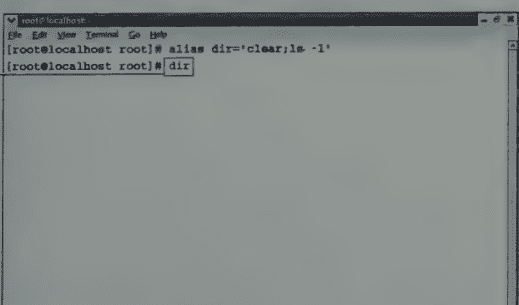 root@localhost:
File Edit View Terminal Go Help
[root@localhost root]# alias dir='clear;ls -l'
[root@localhost root]# dir